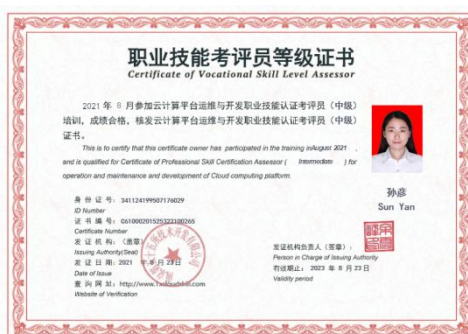 职业技能考评员等级证书
Certificate of Vocational Skill Level Assessor
2021 年 8 月参加云计算平台运维与开发职业技能认证考评员（中级）
培训，成绩合格。核发云计算平台运维与开发职业技能认证考评员（中级）
证书。
This is to certify that this certificate owner has participated in the training inAugust 2021 ,
and is qualified for Certificate of Professional Skill Certification Assessor ( Intermediate ) for
operation and maintenance and development of Cloud computing platform.
孙彦
Sun Yan
身 份 证 号：341124199507176029
ID Number
证 书 编 号：
Certificate Number
发 证 机 构：（盖章）
Issuing Authority(Seal)
发 证 日 期：2021 年 8 月 23 日
Date of Issue
查 询 网 址：
Website of Verification
发证机构负责人（签章）：
Person in Charge of Issuing Authority
有效期止： 2023 年 8 月 23 日
Validity period